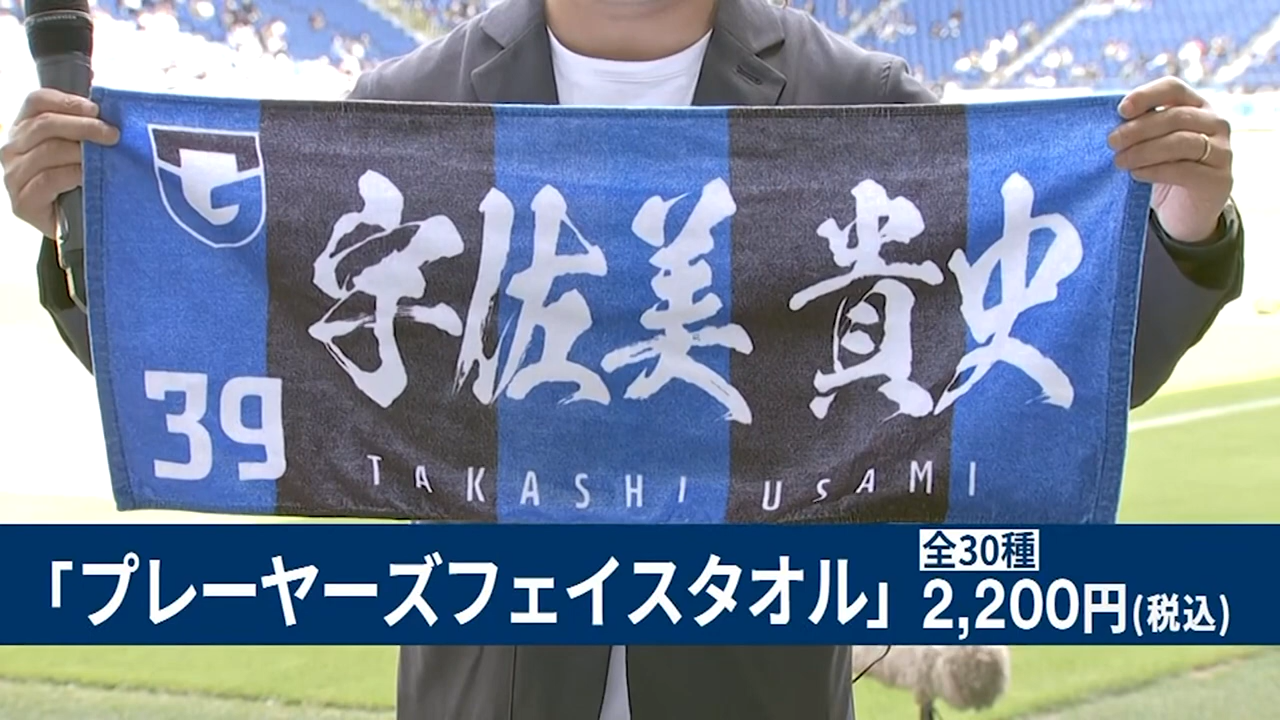 宇佐美 貴史
39
TAKASHI USAMI
「プレーヤーズフェイスタオル」
全30種
2,200円(税込)